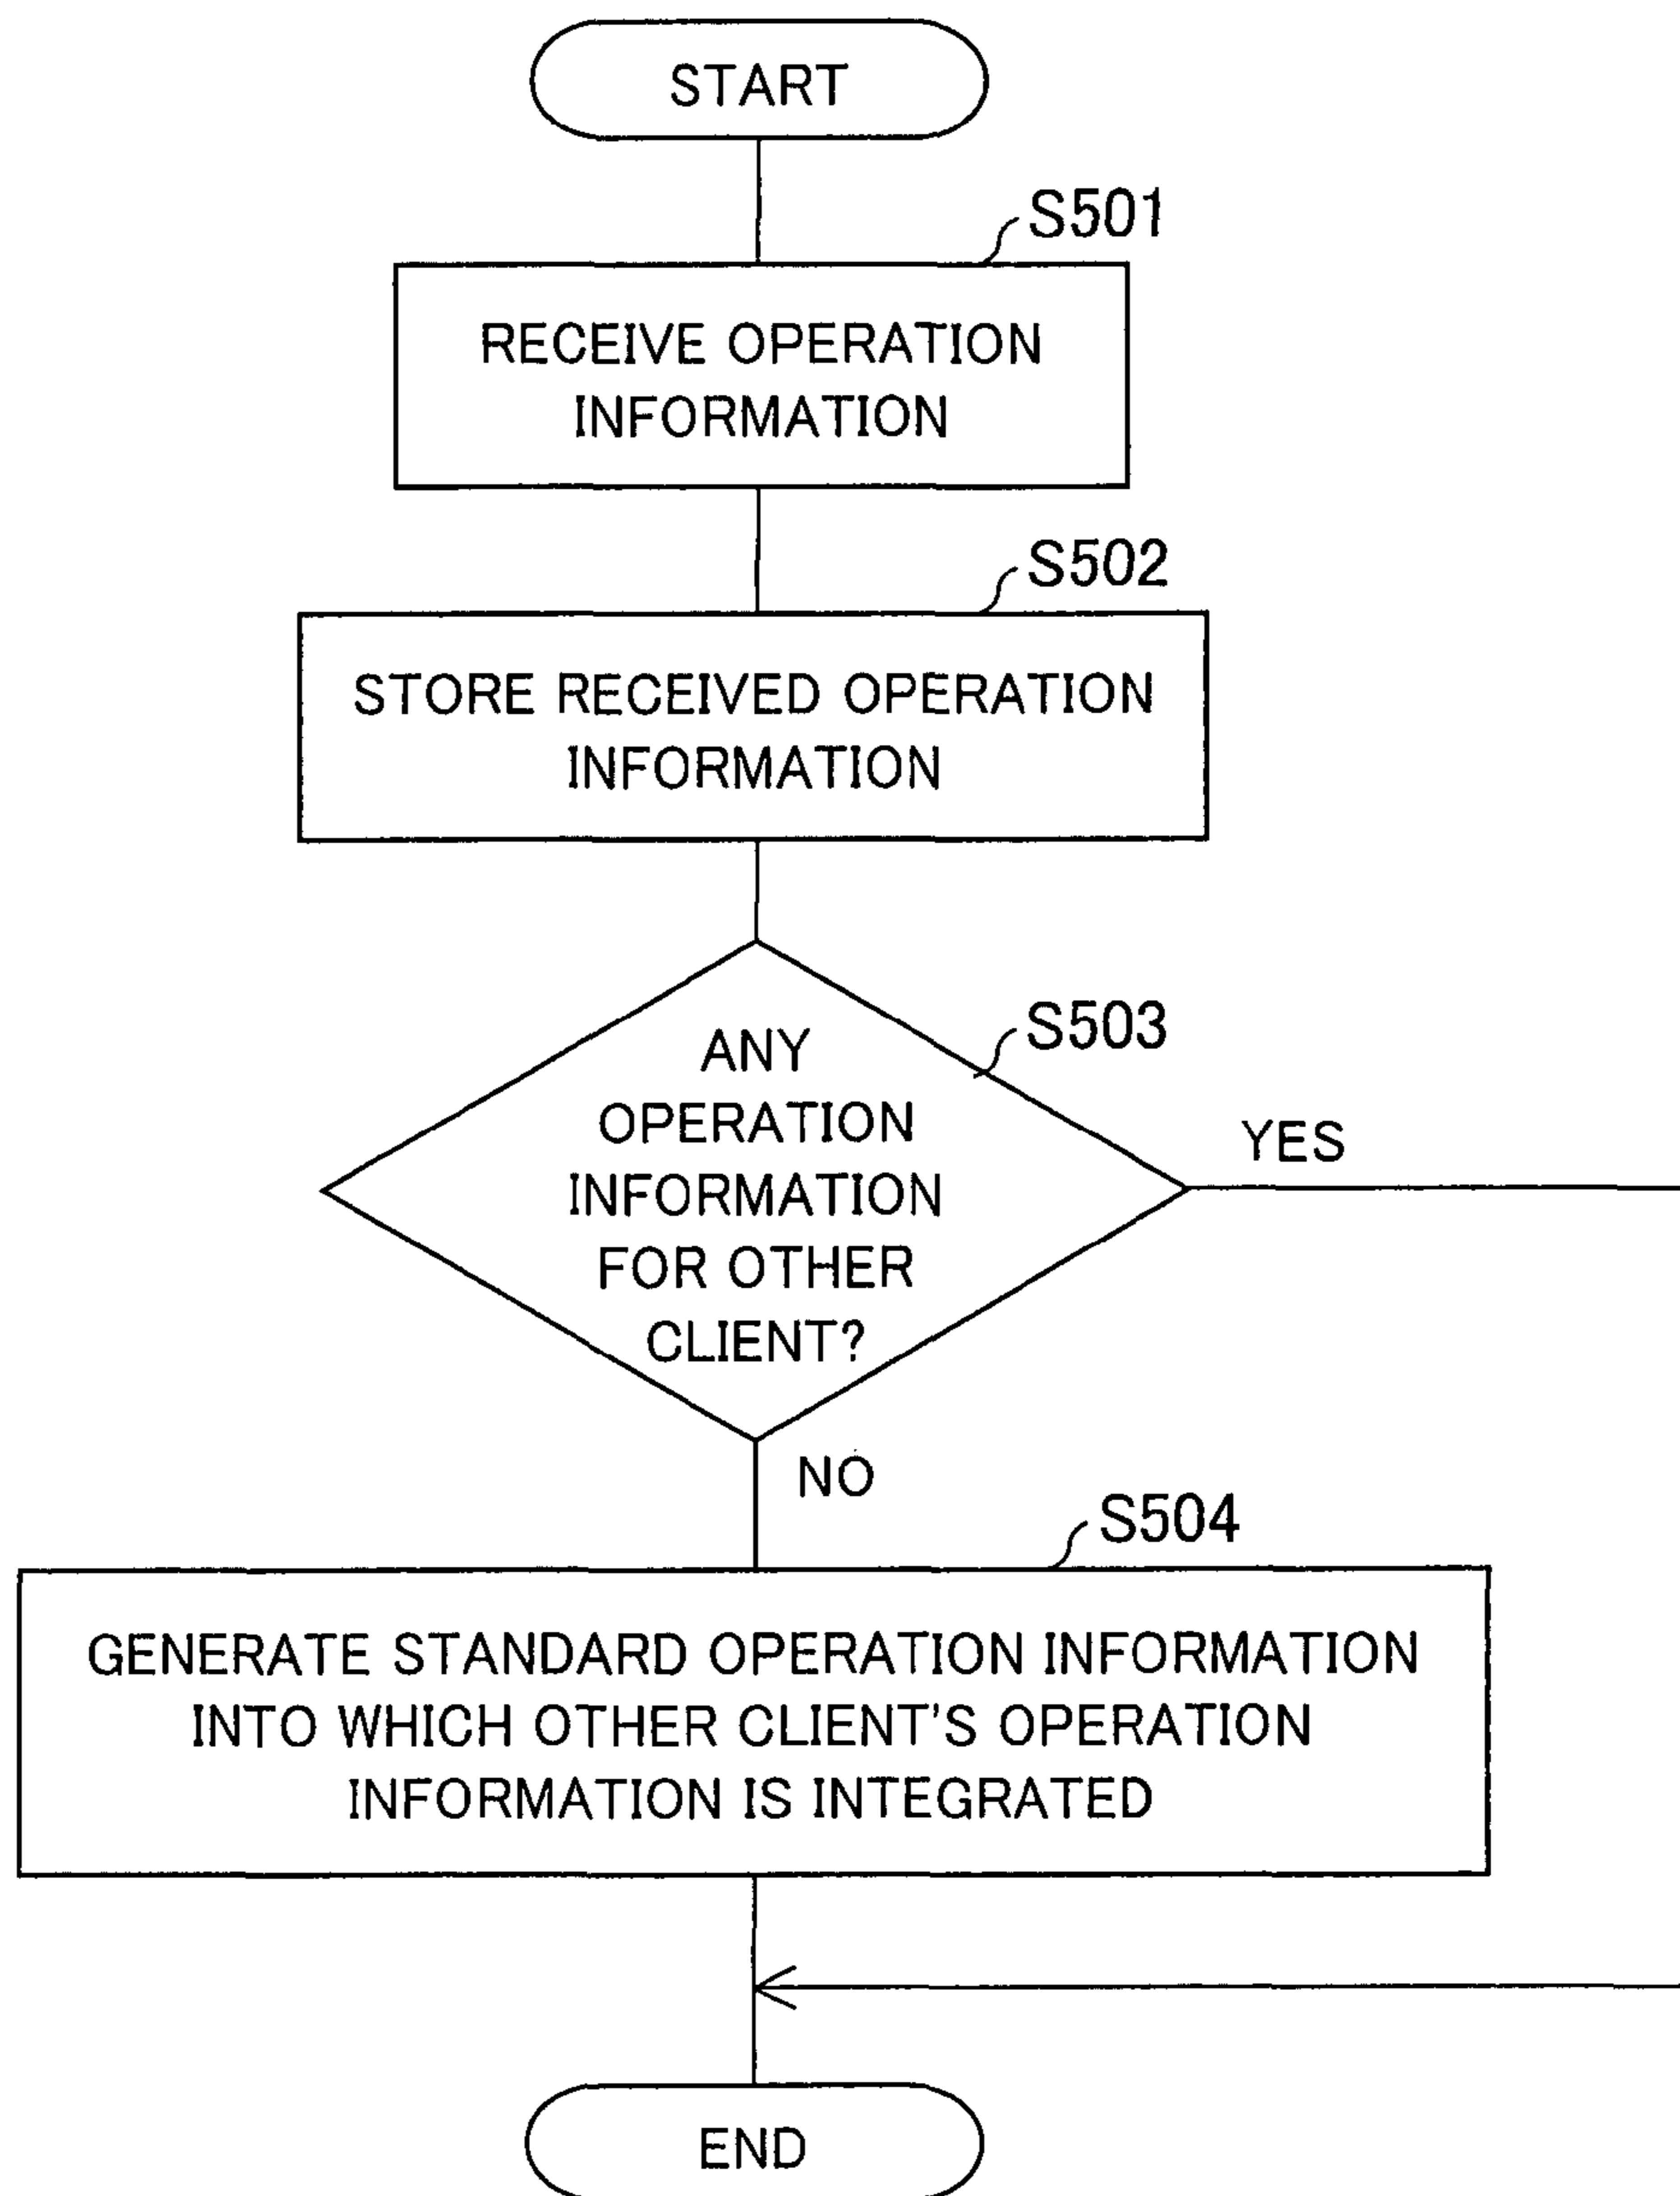 START
S501
RECEIVE OPERATION
INFORMATION
S502
STORE RECEIVED OPERATION
INFORMATION
S503
ANY
OPERATION
INFORMATION
FOR OTHER
CLIENT?
YES
NO
S504
GENERATE STANDARD OPERATION INFORMATION
INTO WHICH OTHER CLIENT'S OPERATION
INFORMATION IS INTEGRATED
END